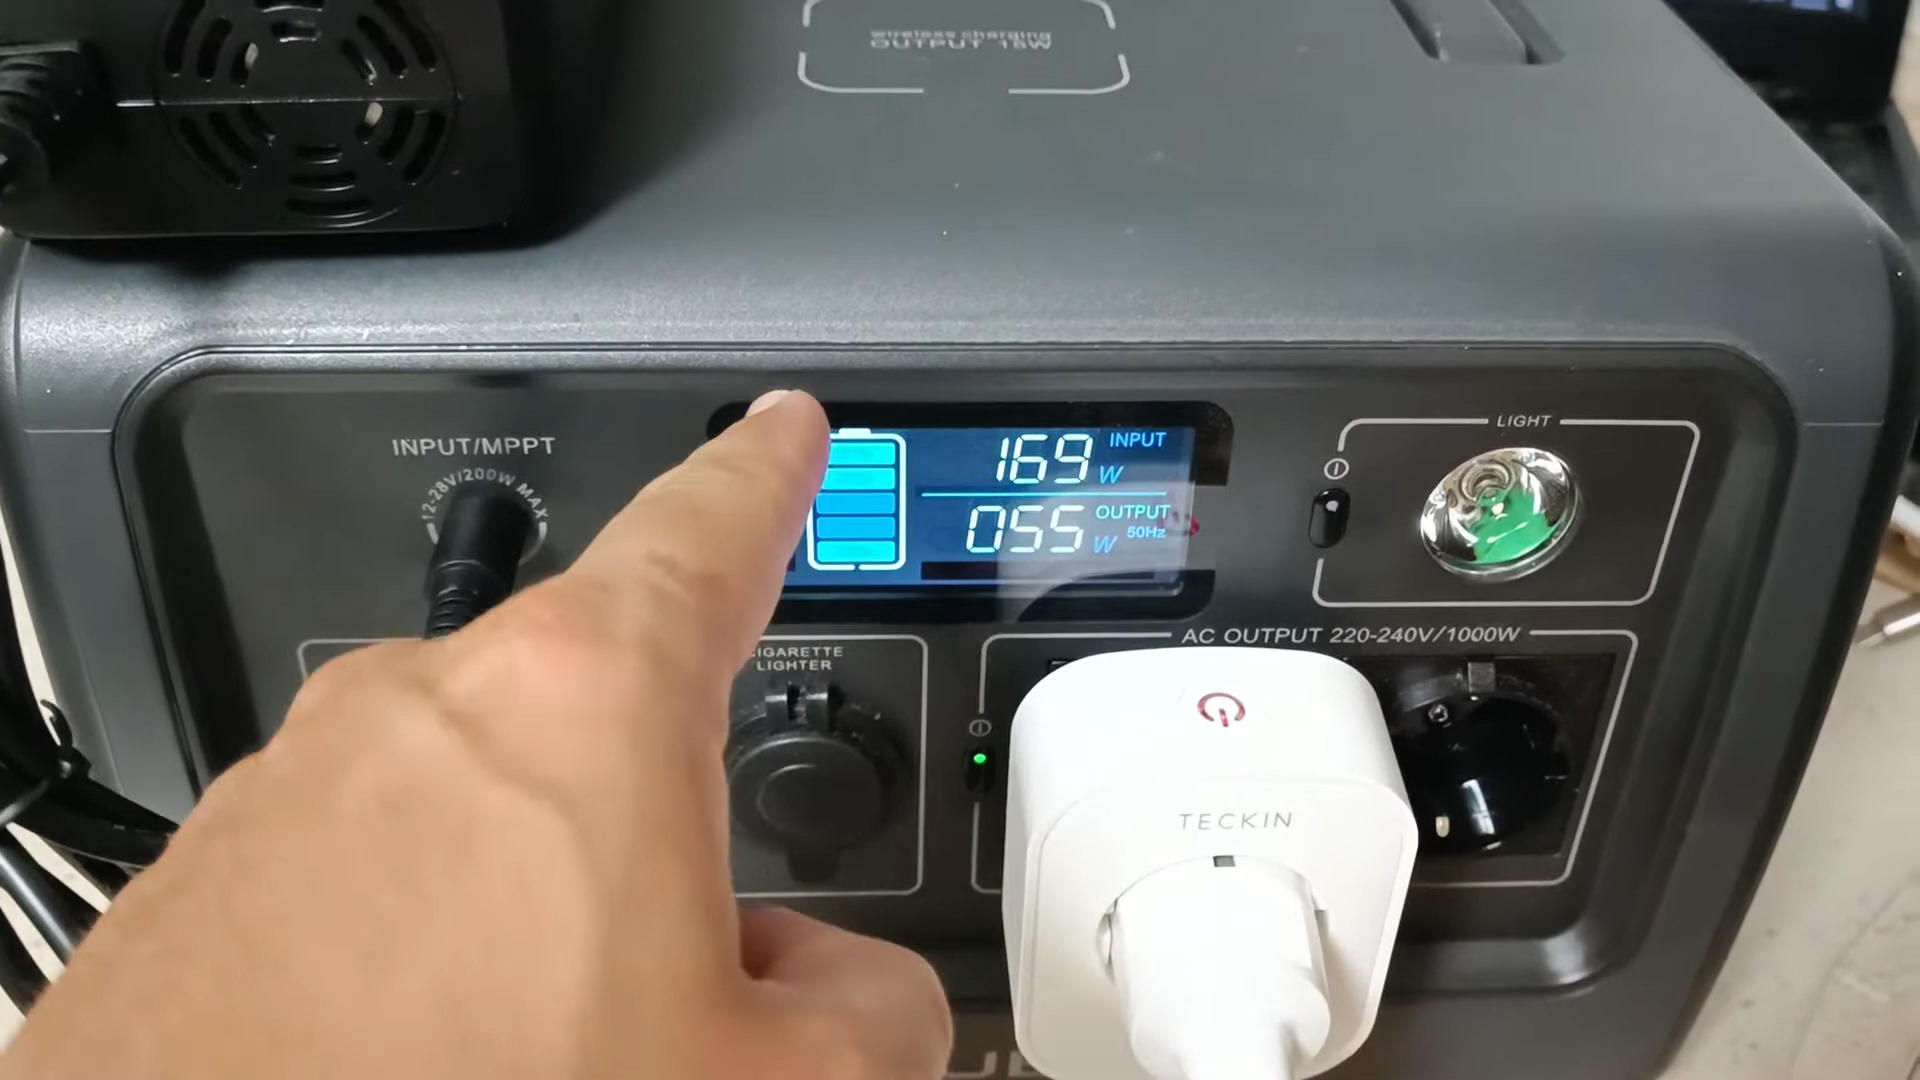 wireless charging
OUTPUT 15W
INPUT/MPPT
12-28V/200W MAX
169 W INPUT
055 W OUTPUT
50Hz
LIGHT
CIGARETTE
LIGHTER
AC OUTPUT 220-240V/1000W
TECKIN